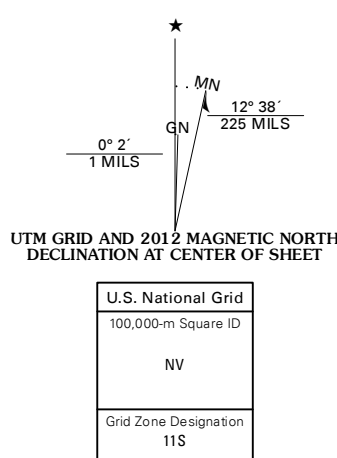 ★
MN
GN
12° 38´
225 MILS
0° 2´
1 MILS
UTM GRID AND 2012 MAGNETIC NORTH
DECLINATION AT CENTER OF SHEET
U.S. National Grid
100,000-m Square ID
NV
Grid Zone Designation
11S